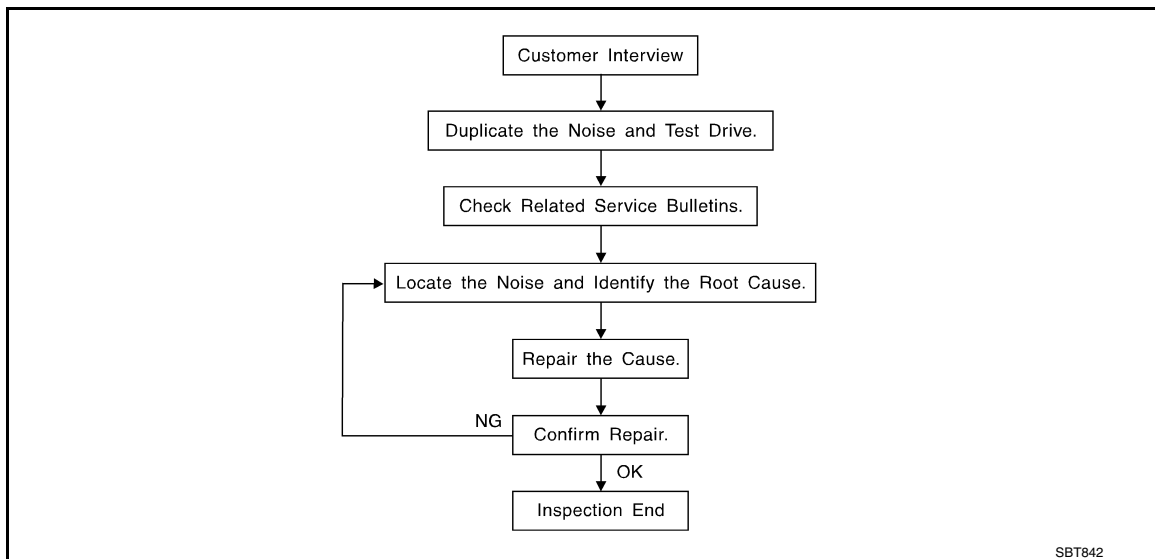 Customer Interview
Duplicate the Noise and Test Drive.
Check Related Service Bulletins.
Locate the Noise and Identify the Root Cause.
Repair the Cause.
NG
Confirm Repair.
OK
Inspection End
SBT842